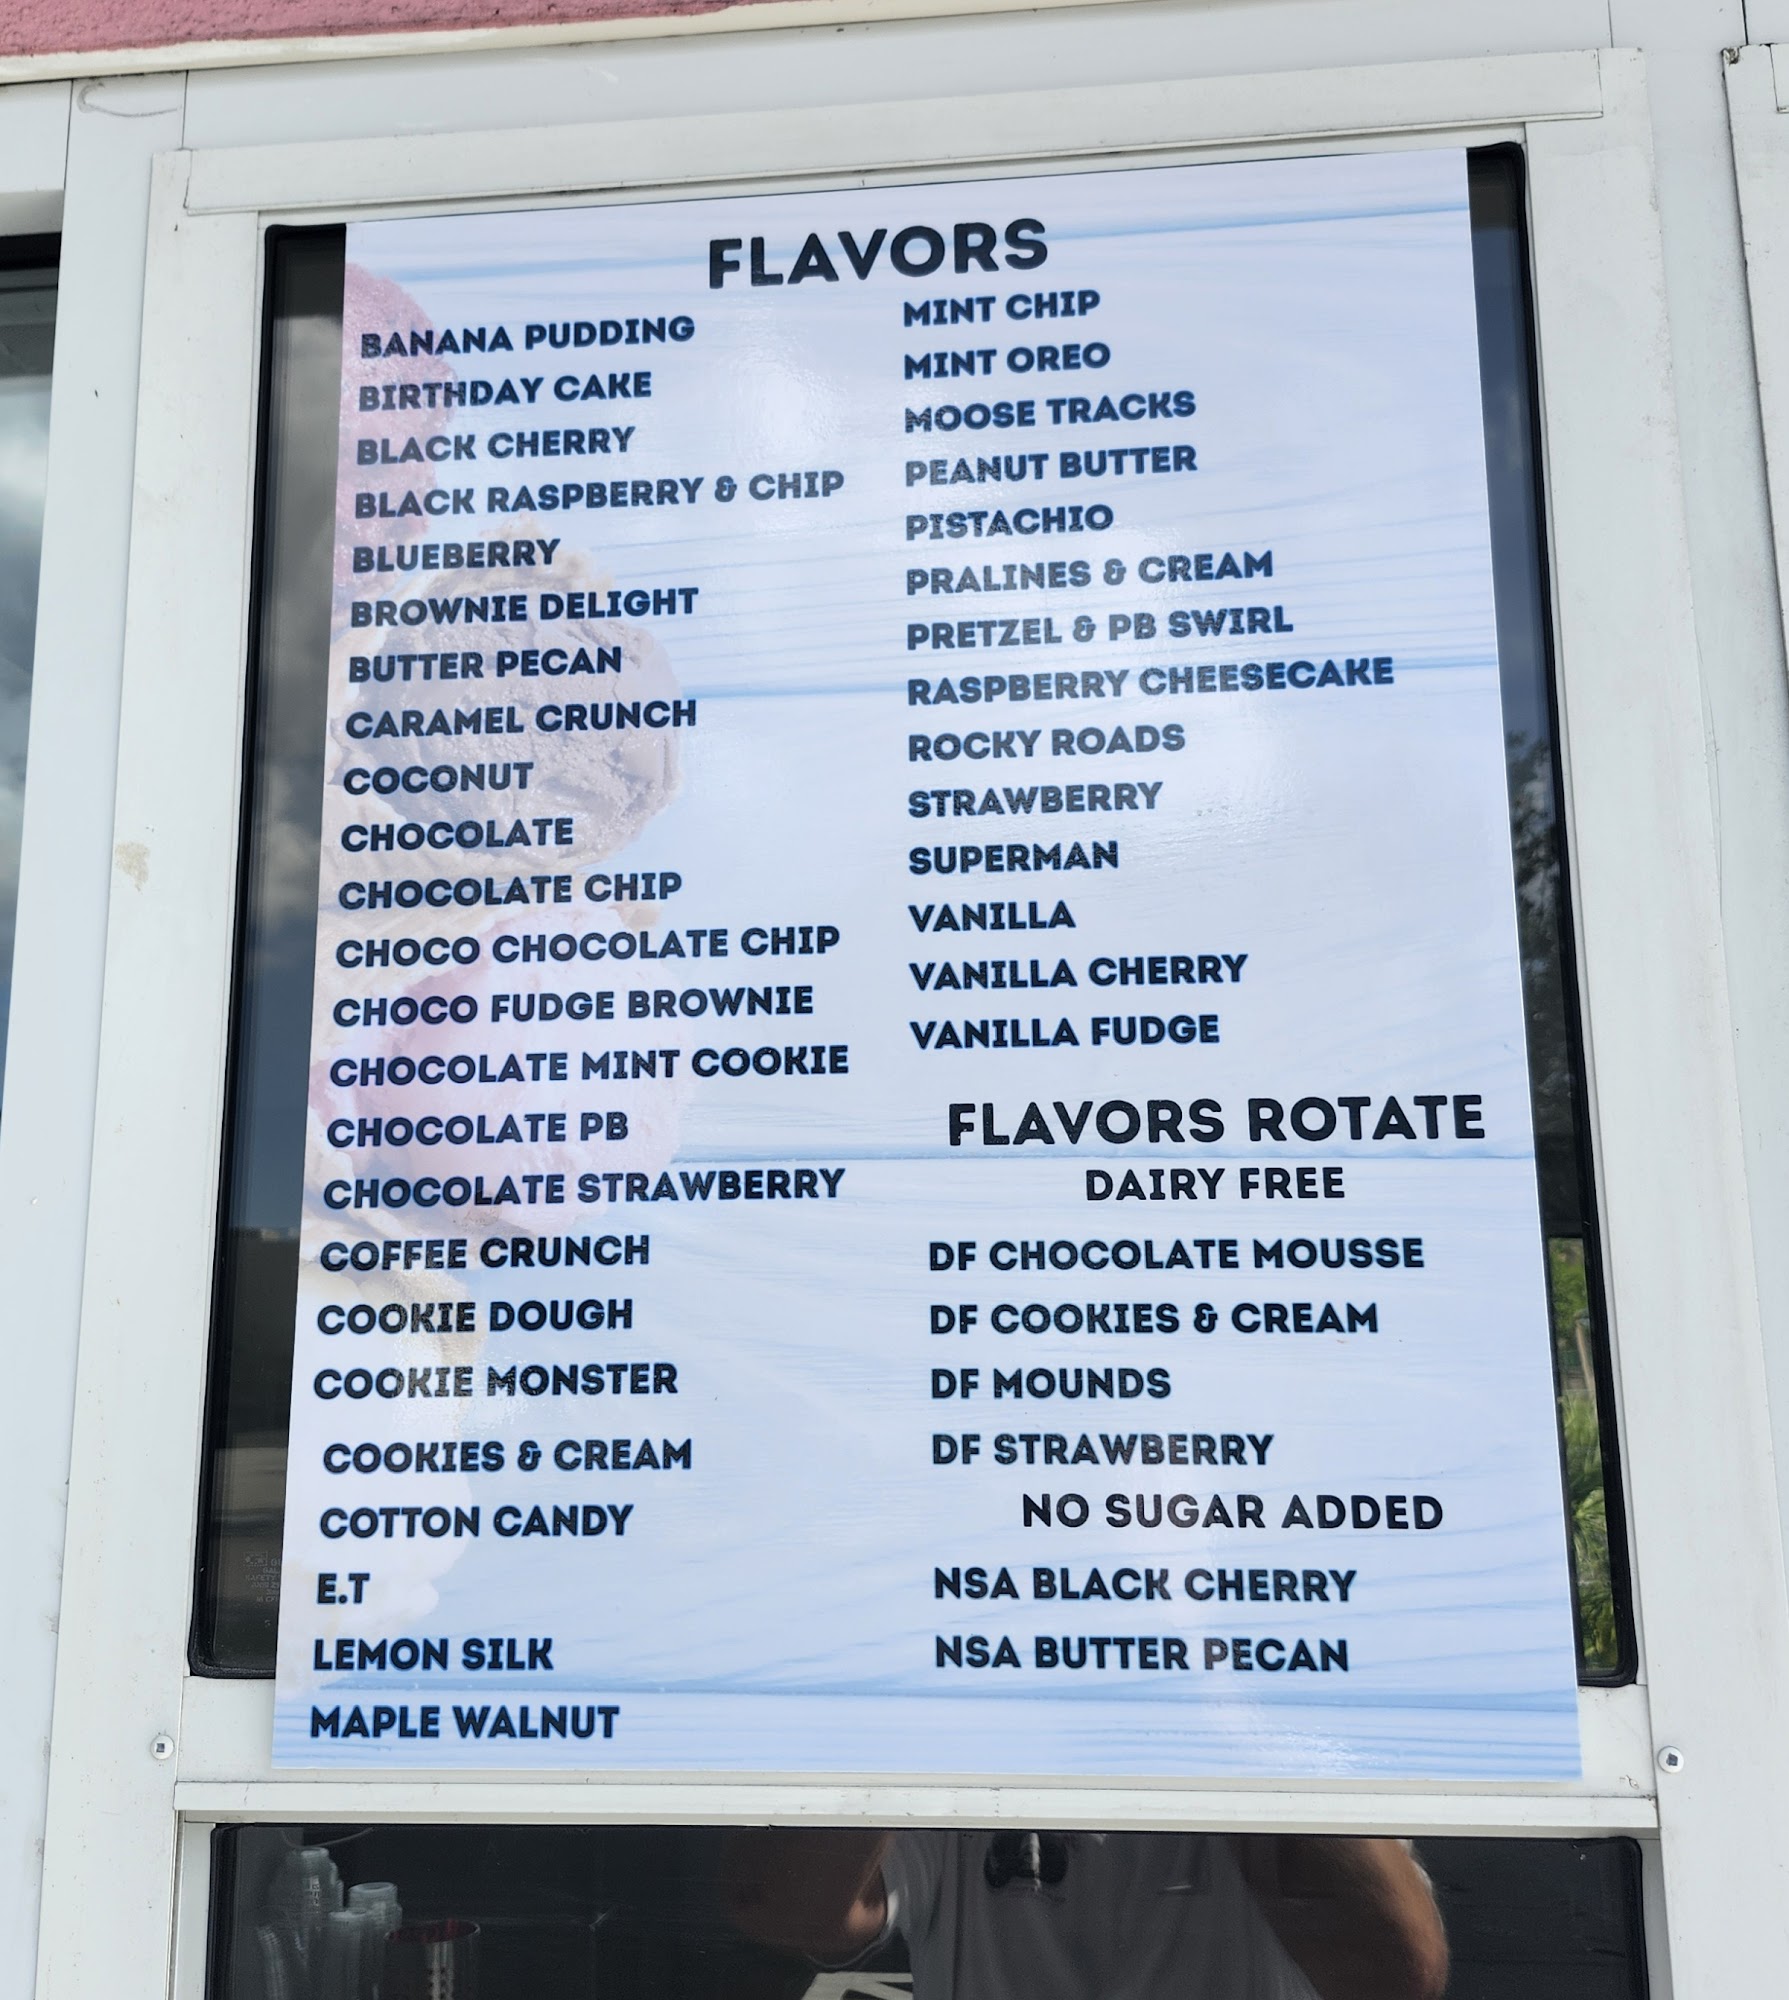 FLAVORS
BANANA PUDDING
BIRTHDAY CAKE
BLACK CHERRY
BLACK RASPBERRY & CHIP
BLUEBERRY
BROWNIE DELIGHT
BUTTER PECAN
CARAMEL CRUNCH
COCONUT
CHOCOLATE
CHOCOLATE CHIP
CHOCO CHOCOLATE CHIP
CHOCO FUDGE BROWNIE
CHOCOLATE MINT COOKIE
CHOCOLATE PB
CHOCOLATE STRAWBERRY
COFFEE CRUNCH
COOKIE DOUGH
COOKIE MONSTER
COOKIES & CREAM
COTTON CANDY
E.T
LEMON SILK
MAPLE WALNUT
MINT CHIP
MINT OREO
MOOSE TRACKS
PEANUT BUTTER
PISTACHIO
PRALINES & CREAM
PRETZEL & PB SWIRL
RASPBERRY CHEESECAKE
ROCKY ROADS
STRAWBERRY
SUPERMAN
VANILLA
VANILLA CHERRY
VANILLA FUDGE
FLAVORS ROTATE
DAIRY FREE
DF CHOCOLATE MOUSSE
DF COOKIES & CREAM
DF MOUNDS
DF STRAWBERRY
NO SUGAR ADDED
NSA BLACK CHERRY
NSA BUTTER PECAN